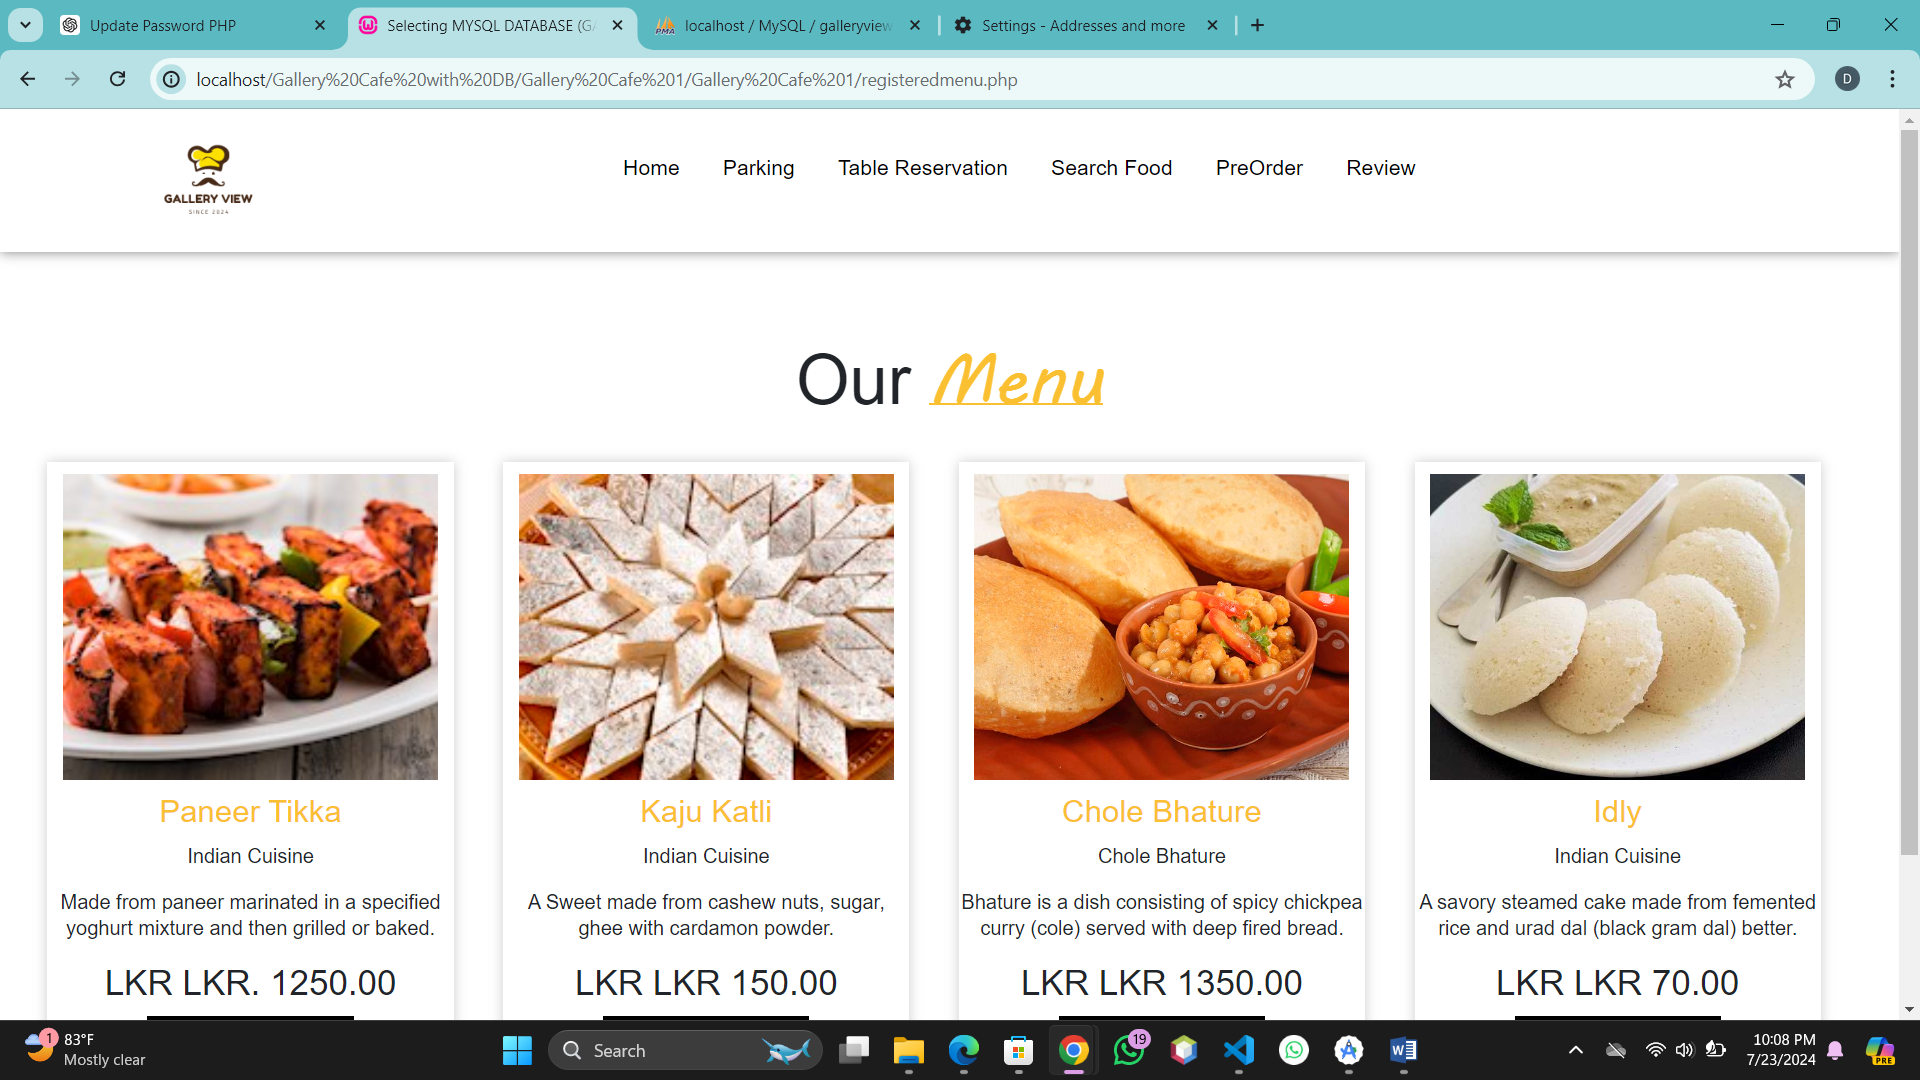 Update Password PHP
Selecting MYSQL DATABASE (GA
localhost / MySQL / galleryview
Settings - Addresses and more
localhost/Gallery%20Cafe%20with%20DB/Gallery%20Cafe%201/Gallery%20Cafe%201/registeredmenu.php
D
GALLERY VIEW
SINCE 2024
Home
Parking
Table Reservation
Search Food
PreOrder
Review
Our Menu
Paneer Tikka
Indian Cuisine
Made from paneer marinated in a specified
yoghurt mixture and then grilled or baked.
LKR LKR. 1250.00
Kaju Katli
Indian Cuisine
A Sweet made from cashew nuts, sugar,
ghee with cardamon powder.
LKR LKR 150.00
Chole Bhature
Chole Bhature
Bhature is a dish consisting of spicy chickpea
curry (cole) served with deep fired bread.
LKR LKR 1350.00
Idly
Indian Cuisine
A savory steamed cake made from femented
rice and urad dal (black gram dal) better.
LKR LKR 70.00
1
83°F
Mostly clear
Search
19
10:08 PM
7/23/2024
PRE